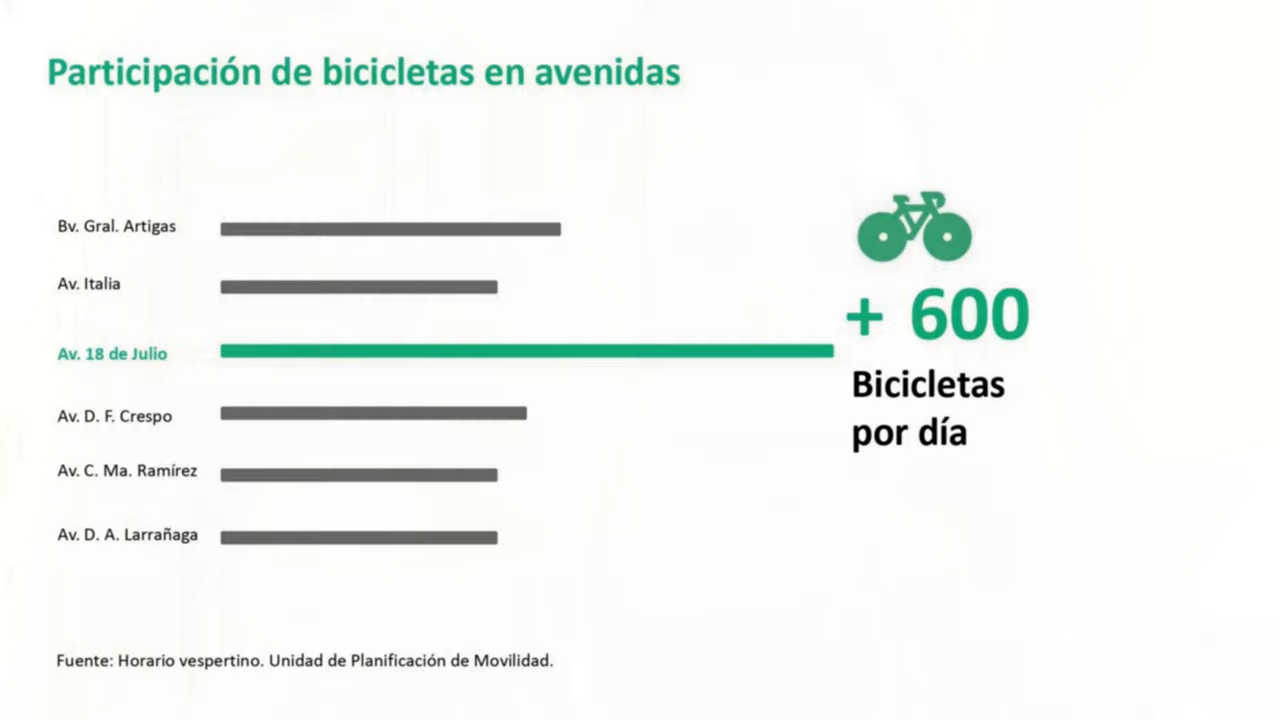 Participación de bicicletas en avenidas
Bv. Gral. Artigas
Av. Italia
Av. 18 de Julio
Av. D. F. Crespo
Av. C. Ma. Ramírez
Av. D. A. Larrañaga
+ 600
Bicicletas
por día
Fuente: Horario vespertino. Unidad de Planificación de Movilidad.